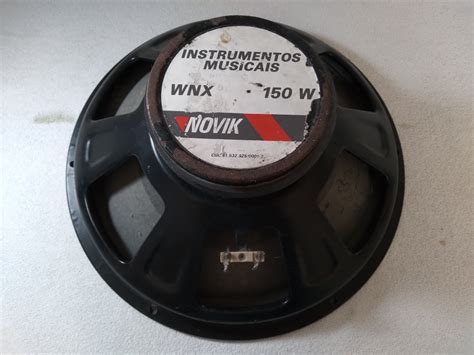 INSTRUMENTOS
MUSICAIS
WNX · 150 W
NOVIK